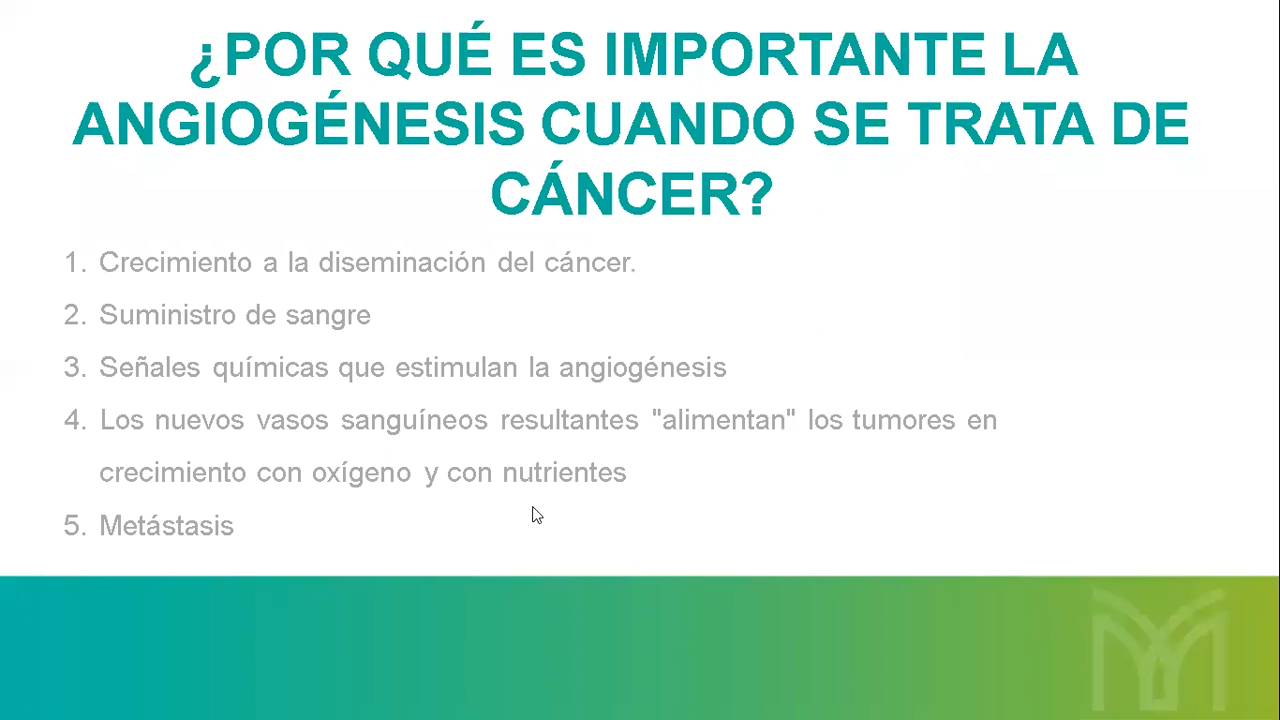 ¿POR QUÉ ES IMPORTANTE LA
ANGIOGÉNESIS CUANDO SE TRATA DE
CÁNCER?
1. Crecimiento a la diseminación del cáncer.
2. Suministro de sangre
3. Señales químicas que estimulan la angiogénesis
4. Los nuevos vasos sanguíneos resultantes "alimentan" los tumores en
crecimiento con oxígeno y con nutrientes
5. Metástasis